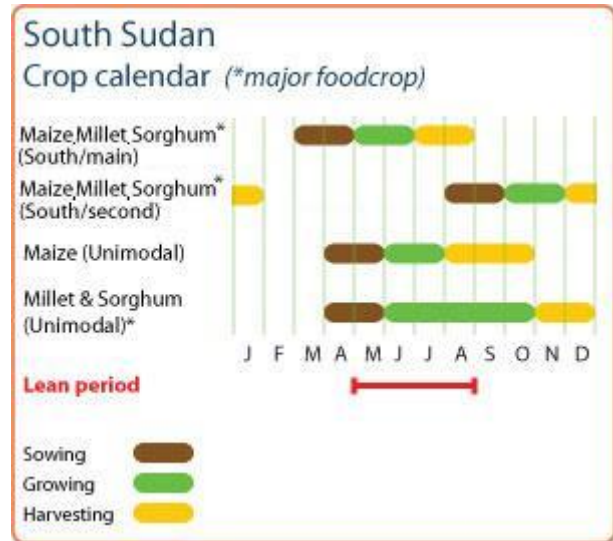 South Sudan
Crop calendar (*major foodcrop)
Maize,Millet,Sorghum*
(South/main)
Maize,Millet,Sorghum*
(South/second)
Maize (Unimodal)
Millet & Sorghum
(Unimodal)*
J F M A M J J A S O N D
Lean period
Sowing
Growing
Harvesting